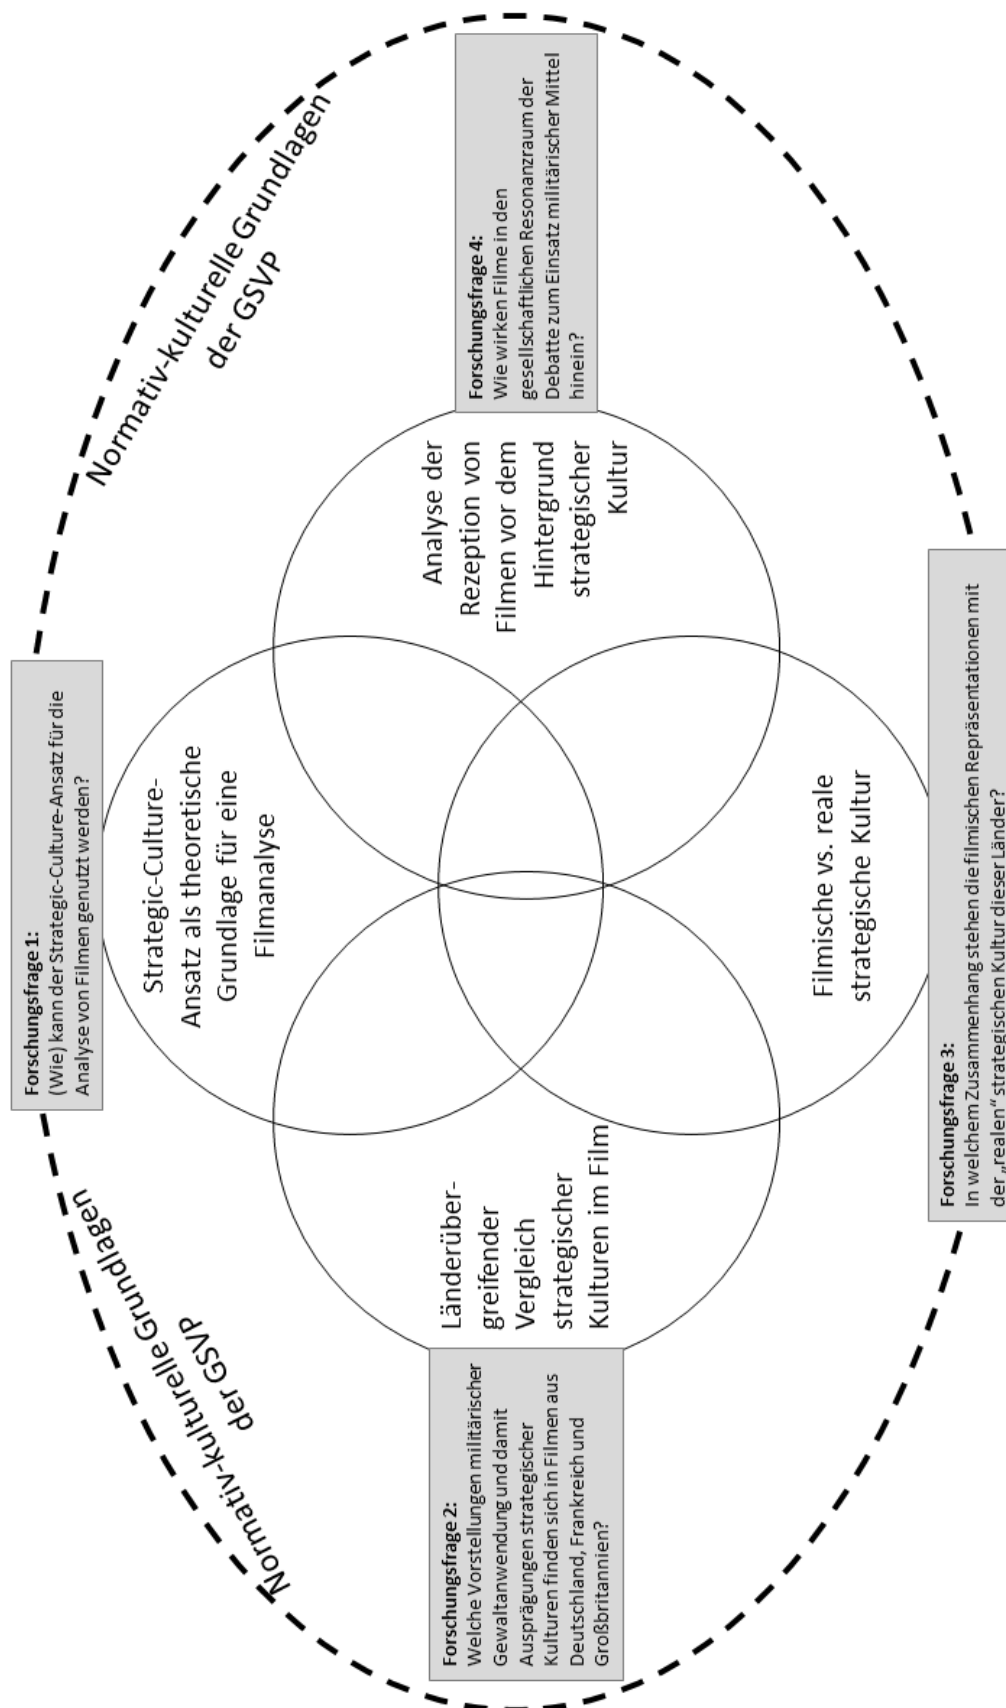 Normativ-kulturelle Grundlagen
der GSVP
Forschungsfrage 1:
(Wie) kann der Strategic-Culture-Ansatz für die
Analyse von Filmen genutzt werden?
Normativ-kulturelle Grundlagen
der GSVP
Strategic-Culture-
Ansatz als theoretische
Grundlage für eine
Filmanalyse
Forschungsfrage 2:
Welche Vorstellungen militärischer
Gewaltanwendung und damit
Ausprägungen strategischer
Kulturen finden sich in Filmen aus
Deutschland, Frankreich und
Großbritannien?
Länderüber-
greifender
Vergleich
strategischer
Kulturen im Film
Analyse der
Rezeption von
Filmen vor dem
Hintergrund
strategischer
Kultur
Forschungsfrage 4:
Wie wirken Filme in den
gesellschaftlichen Resonanzraum der
Debatte zum Einsatz militärischer Mittel
hinein?
Filmische vs. reale
strategische Kultur
Forschungsfrage 3:
In welchem Zusammenhang stehen die filmischen Repräsentationen mit
der „realen“ strategischen Kultur dieser Länder?